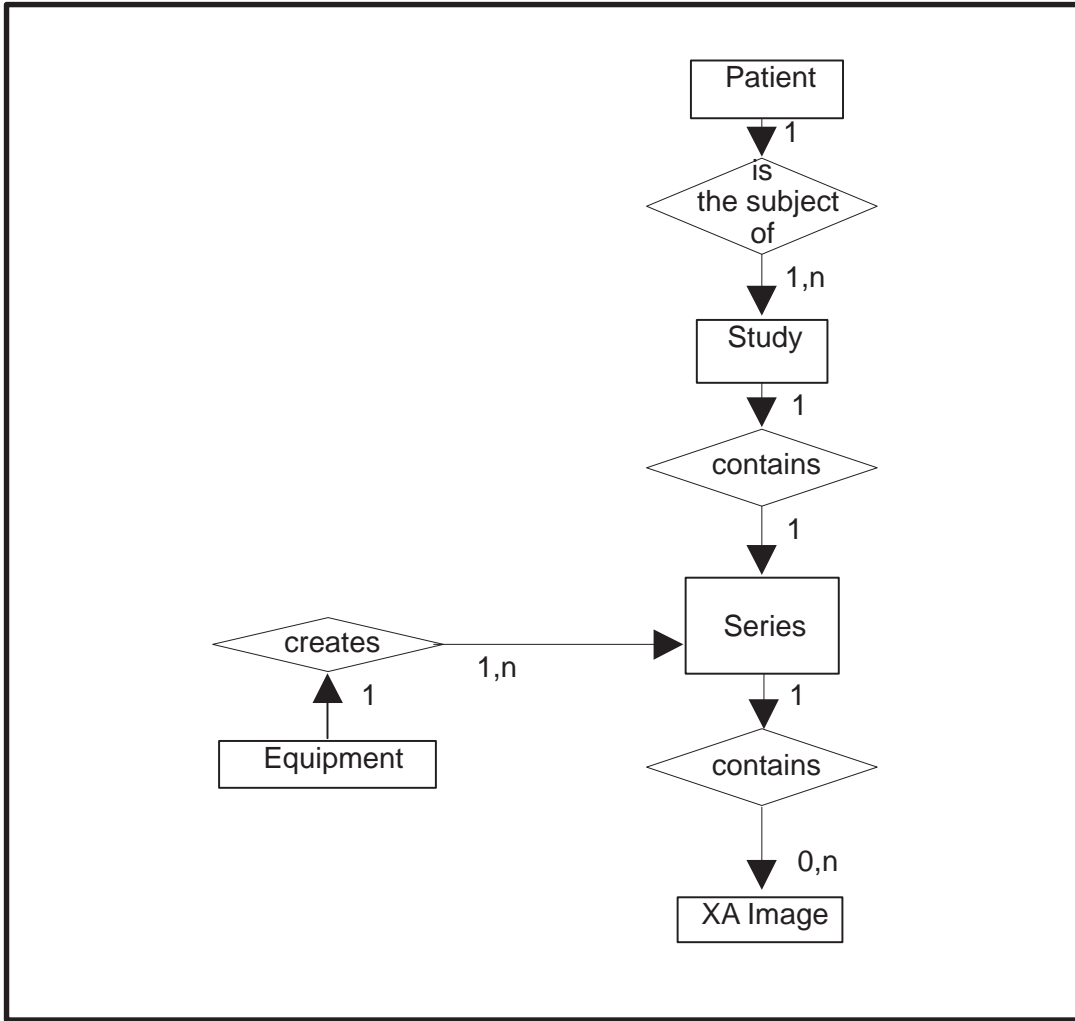 Patient
1
is
the subject
of
1,n
Study
1
contains
1
Series
creates
1,n
1
1
Equipment
contains
0,n
XA Image